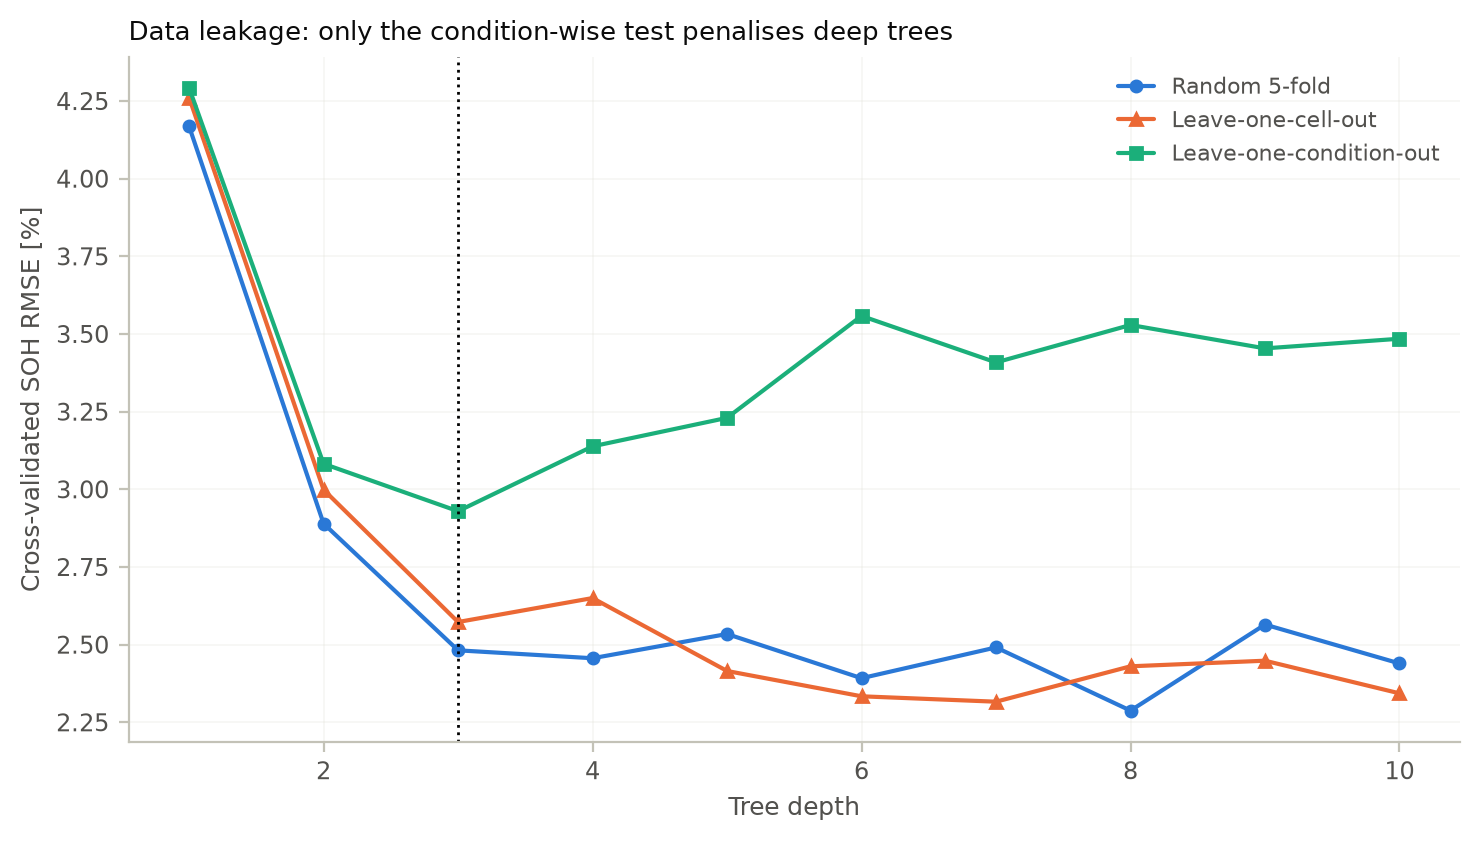 Data leakage: only the condition-wise test penalises deep trees
Random 5-fold
Leave-one-cell-out
Leave-one-condition-out
Cross-validated SOH RMSE [%]
4.25
4.00
3.75
3.50
3.25
3.00
2.75
2.50
2.25
2
4
6
8
10
Tree depth